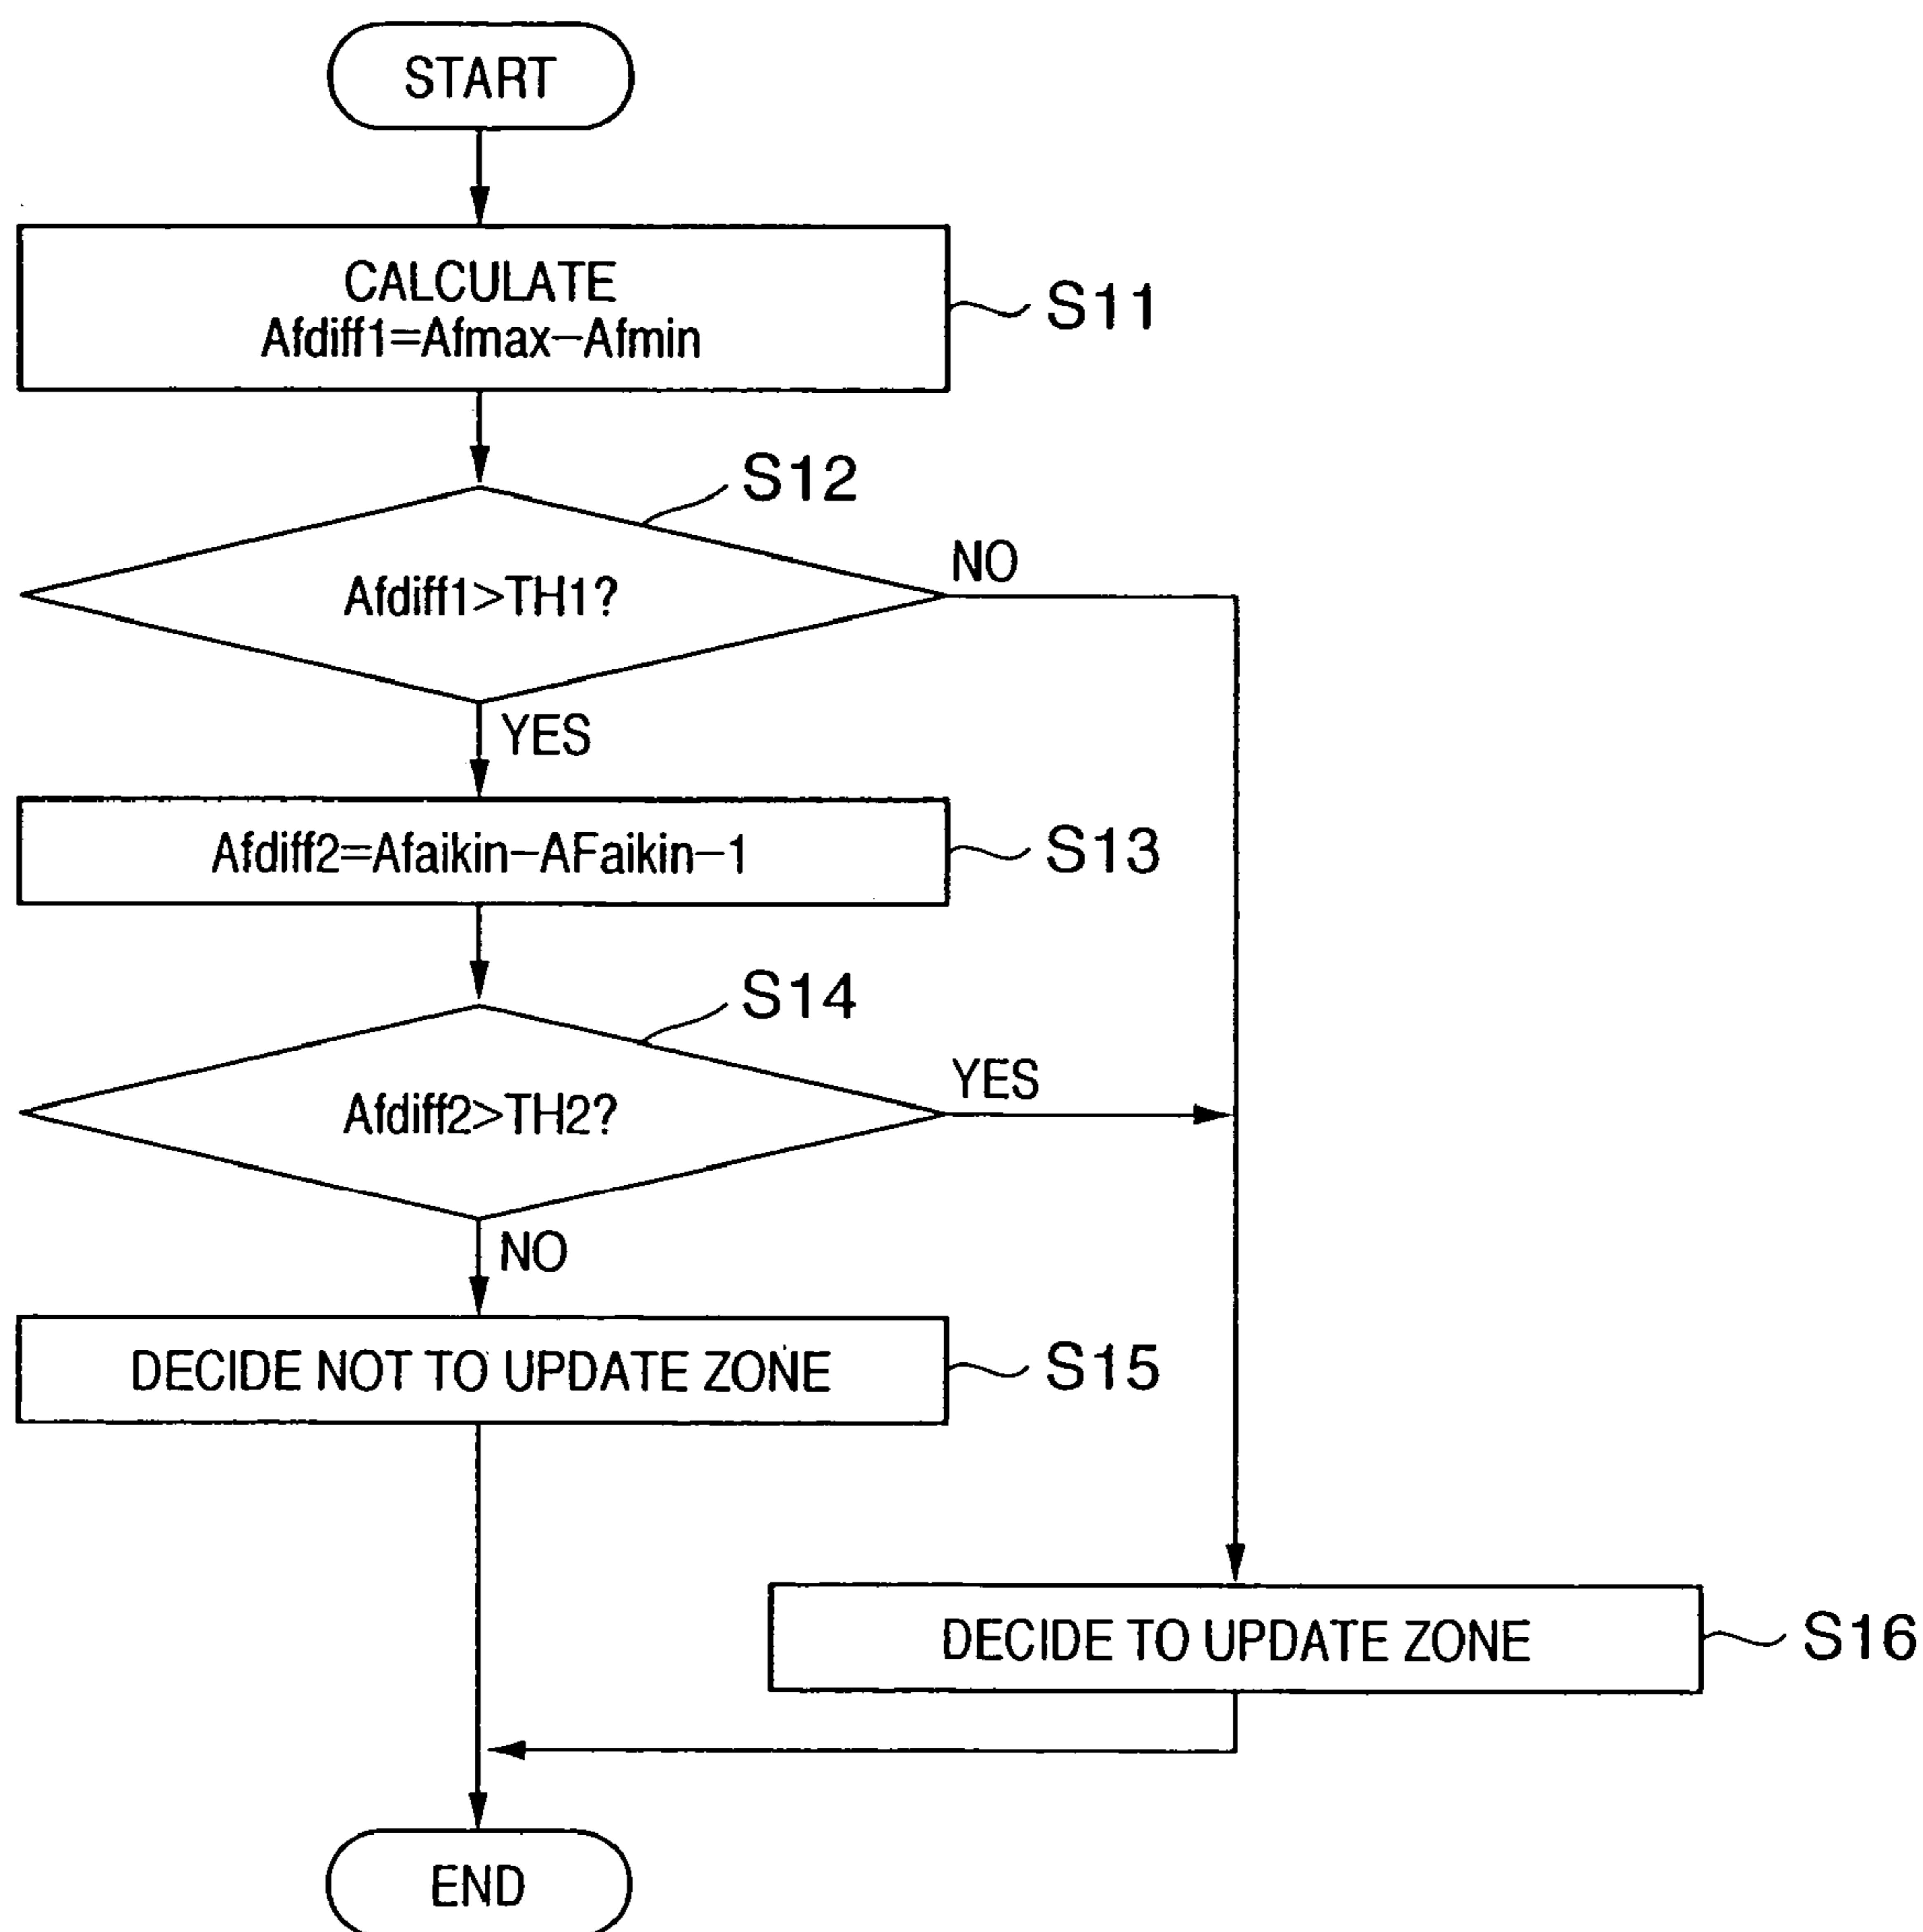 START
CALCULATE
Afdiff1=Afmax−Afmin
S11
S12
Afdiff1>TH1?
NO
YES
Afdiff2=Afaikin−AFaikin−1
S13
S14
Afdiff2>TH2?
YES
NO
DECIDE NOT TO UPDATE ZONE
S15
DECIDE TO UPDATE ZONE
S16
END